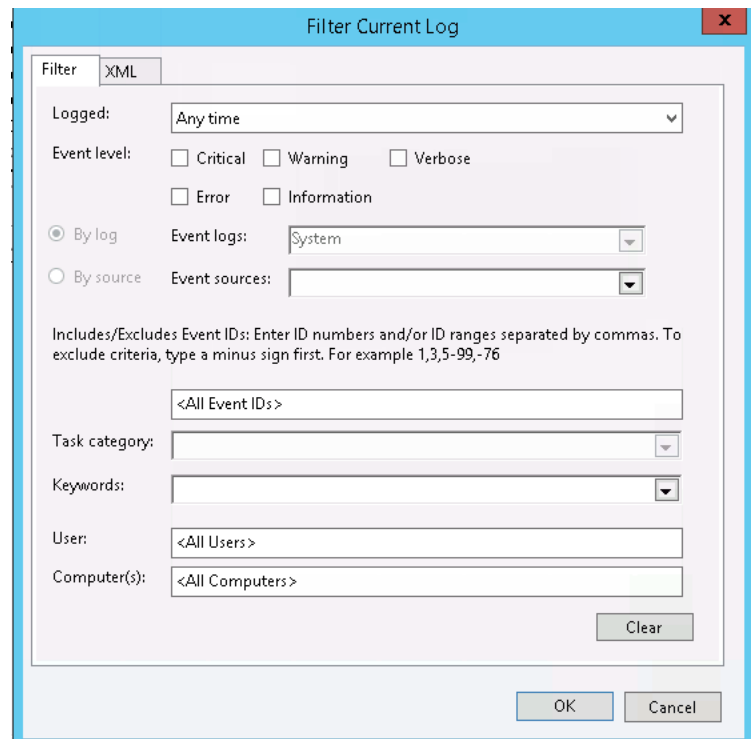 Filter Current Log
x
Filter XML
Logged: Any time
Event level: Critical Warning Verbose
Error Information
By log Event logs: System
By source Event sources:
Includes/Excludes Event IDs: Enter ID numbers and/or ID ranges separated by commas. To
exclude criteria, type a minus sign first. For example 1,3,5-99,-76
<All Event IDs>
Task category:
Keywords:
User: <All Users>
Computer(s): <All Computers>
Clear
OK Cancel